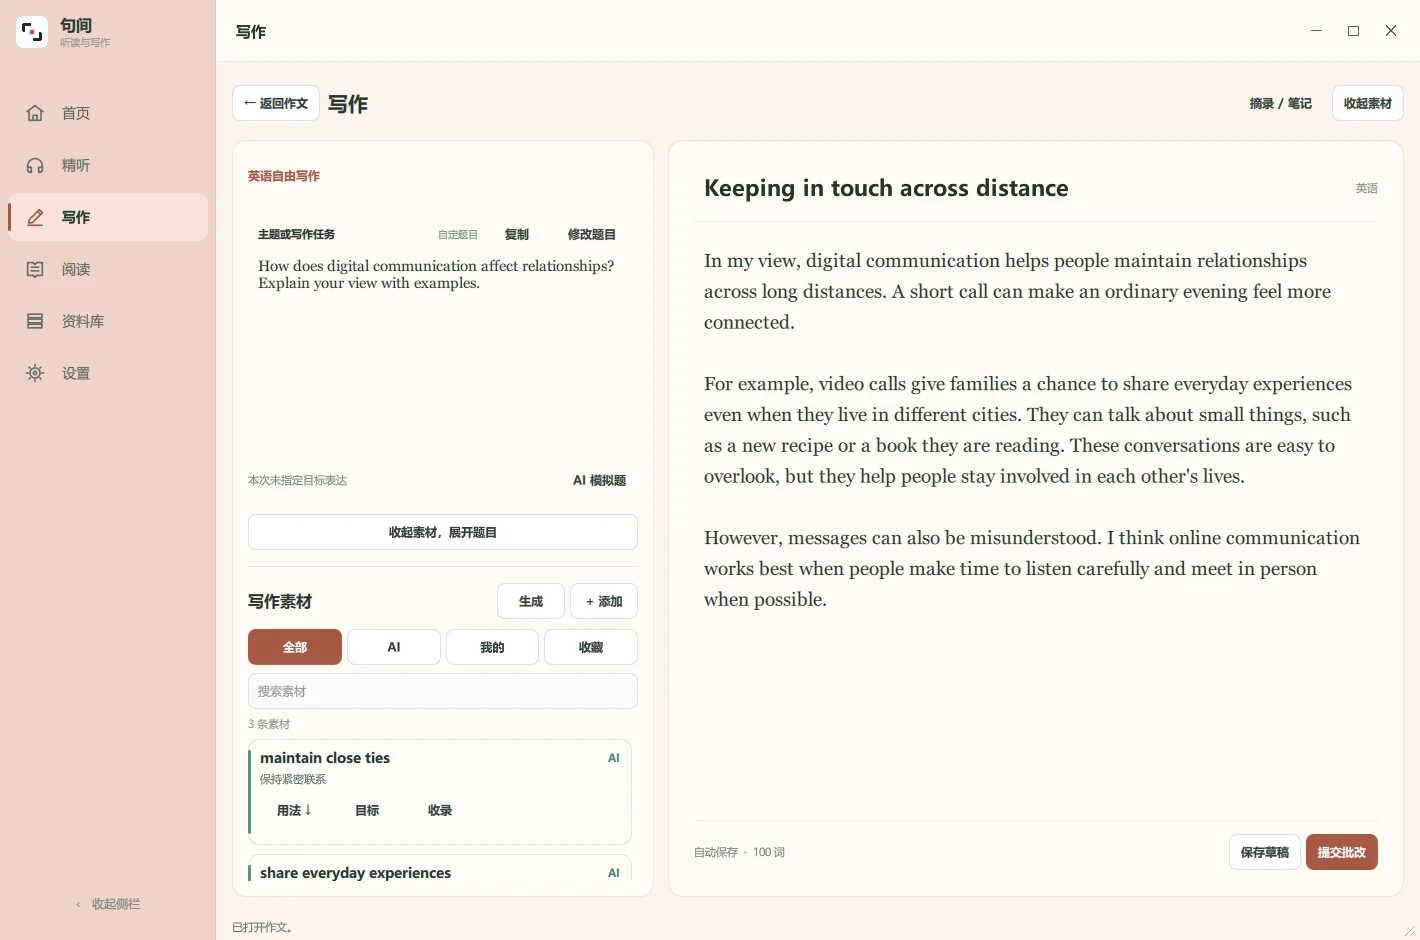 句间
听读与写作
首页
精听
写作
阅读
资料库
设置
‹ 收起侧栏
写作
← 返回作文
写作
摘录 / 笔记
收起素材
英语自由写作
主题或写作任务
自定题目
复制
修改题目
How does digital communication affect relationships?
Explain your view with examples.
本次未指定目标表达
AI 模拟题
收起素材，展开题目
写作素材
生成
+ 添加
全部
AI
我的
收藏
搜索素材
3 条素材
maintain close ties
AI
保持紧密联系
用法 ↓
目标
收录
share everyday experiences
AI
Keeping in touch across distance
英语
In my view, digital communication helps people maintain relationships
across long distances. A short call can make an ordinary evening feel more
connected.
For example, video calls give families a chance to share everyday experiences
even when they live in different cities. They can talk about small things, such
as a new recipe or a book they are reading. These conversations are easy to
overlook, but they help people stay involved in each other's lives.
However, messages can also be misunderstood. I think online communication
works best when people make time to listen carefully and meet in person
when possible.
自动保存 · 100 词
保存草稿
提交批改
已打开作文。